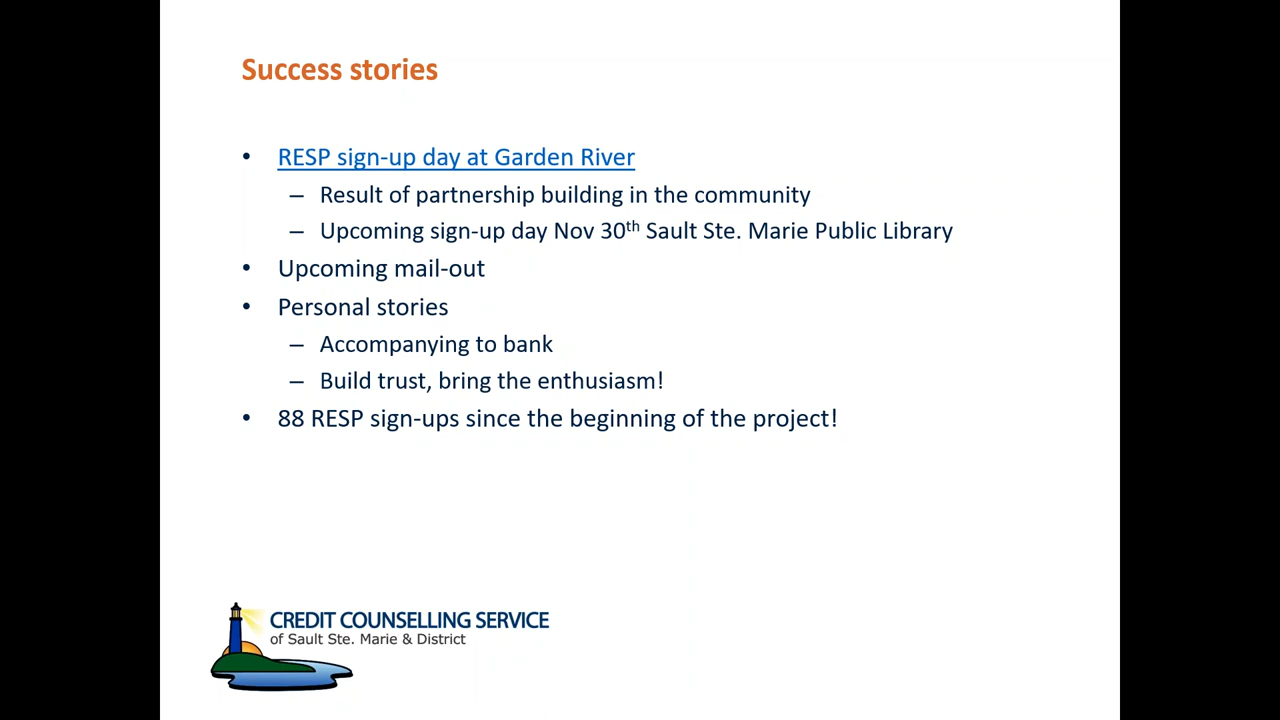 Success stories
• RESP sign-up day at Garden River
– Result of partnership building in the community
– Upcoming sign-up day Nov 30th Sault Ste. Marie Public Library
• Upcoming mail-out
• Personal stories
– Accompanying to bank
– Build trust, bring the enthusiasm!
• 88 RESP sign-ups since the beginning of the project!
CREDIT COUNSELLING SERVICE
of Sault Ste. Marie & District